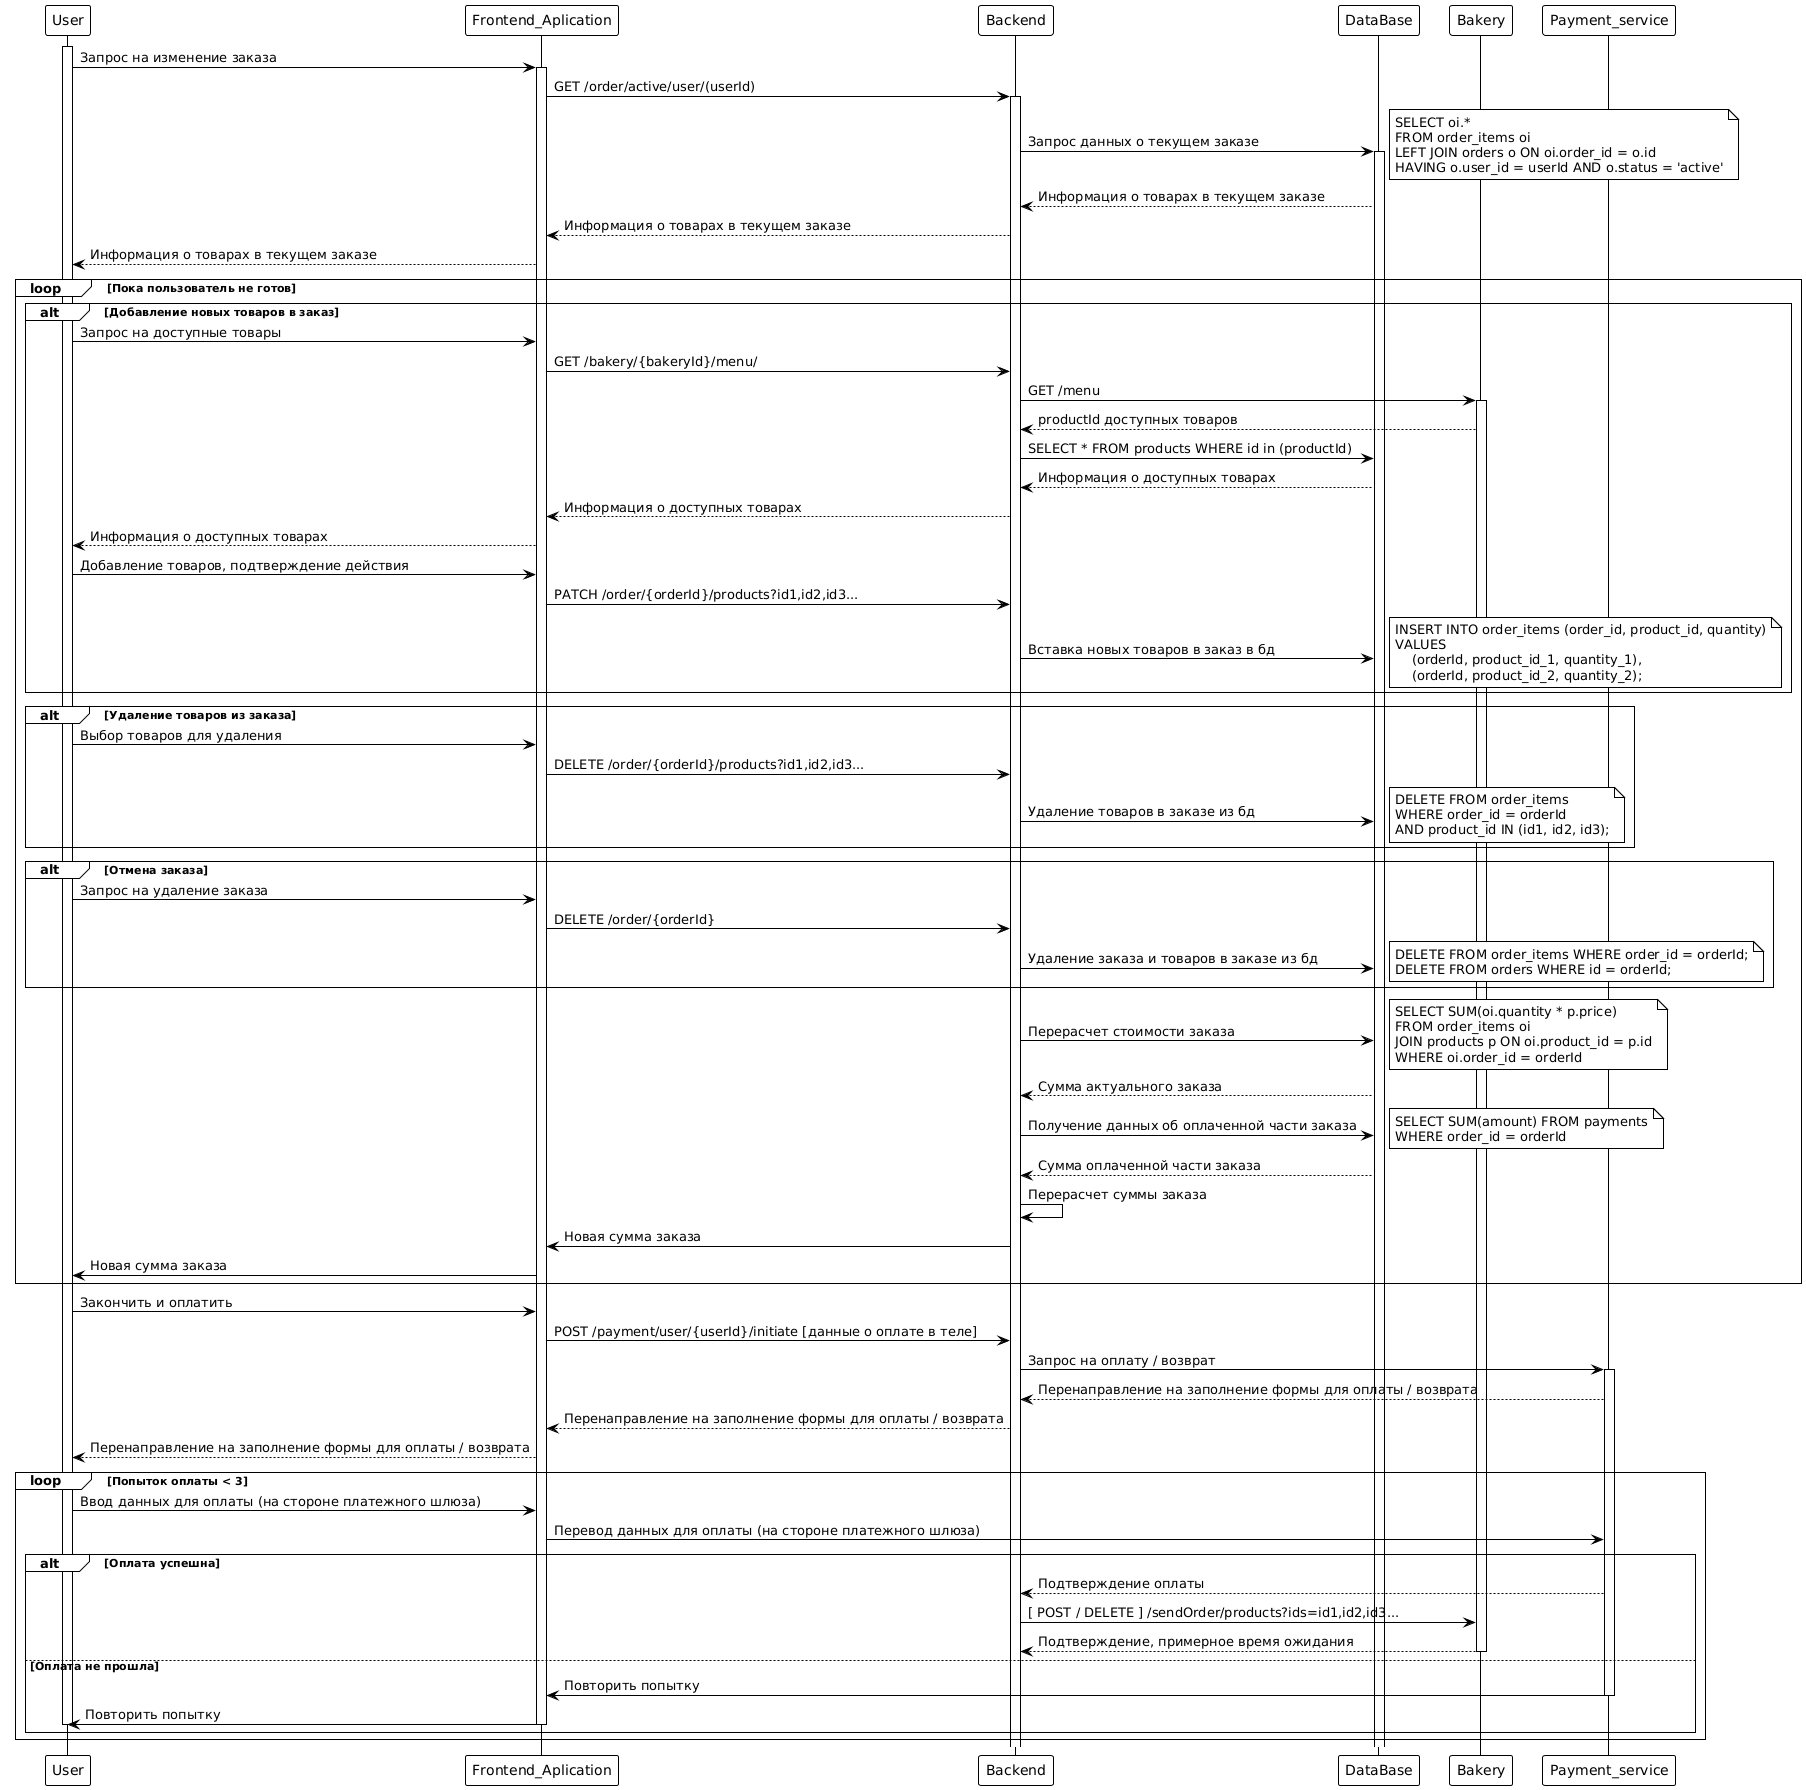 User
Frontend_Aplication
Backend
DataBase
Bakery
Payment_service
Запрос на изменение заказа
GET /order/active/user/(userId)
Запрос данных о текущем заказе
SELECT oi.*
FROM order_items oi
LEFT JOIN orders o ON oi.order_id = o.id
HAVING o.user_id = userId AND o.status = 'active'
Информация о товарах в текущем заказе
Информация о товарах в текущем заказе
Информация о товарах в текущем заказе
loop [Пока пользователь не готов]
alt [Добавление новых товаров в заказ]
Запрос на доступные товары
GET /bakery/{bakeryId}/menu/
GET /menu
productId доступных товаров
SELECT * FROM products WHERE id in (productId)
Информация о доступных товарах
Информация о доступных товарах
Информация о доступных товарах
Добавление товаров, подтверждение действия
PATCH /order/{orderId}/products?id1,id2,id3...
Вставка новых товаров в заказ в бд
INSERT INTO order_items (order_id, product_id, quantity)
VALUES
(orderId, product_id_1, quantity_1),
(orderId, product_id_2, quantity_2);
alt [Удаление товаров из заказа]
Выбор товаров для удаления
DELETE /order/{orderId}/products?id1,id2,id3...
Удаление товаров в заказе из бд
DELETE FROM order_items
WHERE order_id = orderId
AND product_id IN (id1, id2, id3);
alt [Отмена заказа]
Запрос на удаление заказа
DELETE /order/{orderId}
Удаление заказа и товаров в заказе из бд
DELETE FROM order_items WHERE order_id = orderId;
DELETE FROM orders WHERE id = orderId;
Перерасчет стоимости заказа
SELECT SUM(oi.quantity * p.price)
FROM order_items oi
JOIN products p ON oi.product_id = p.id
WHERE oi.order_id = orderId
Сумма актуального заказа
Получение данных об оплаченной части заказа
SELECT SUM(amount) FROM payments
WHERE order_id = orderId
Сумма оплаченной части заказа
Перерасчет суммы заказа
Новая сумма заказа
Новая сумма заказа
Закончить и оплатить
POST /payment/user/{userId}/initiate [данные о оплате в теле]
Запрос на оплату / возврат
Перенаправление на заполнение формы для оплаты / возврата
Перенаправление на заполнение формы для оплаты / возврата
Перенаправление на заполнение формы для оплаты / возврата
loop [Попыток оплаты < 3]
Ввод данных для оплаты (на стороне платежного шлюза)
Перевод данных для оплаты (на стороне платежного шлюза)
alt [Оплата успешна]
Подтверждение оплаты
[ POST / DELETE ] /sendOrder/products?ids=id1,id2,id3...
Подтверждение, примерное время ожидания
[Оплата не прошла]
Повторить попытку
Повторить попытку
User
Frontend_Aplication
Backend
DataBase
Bakery
Payment_service